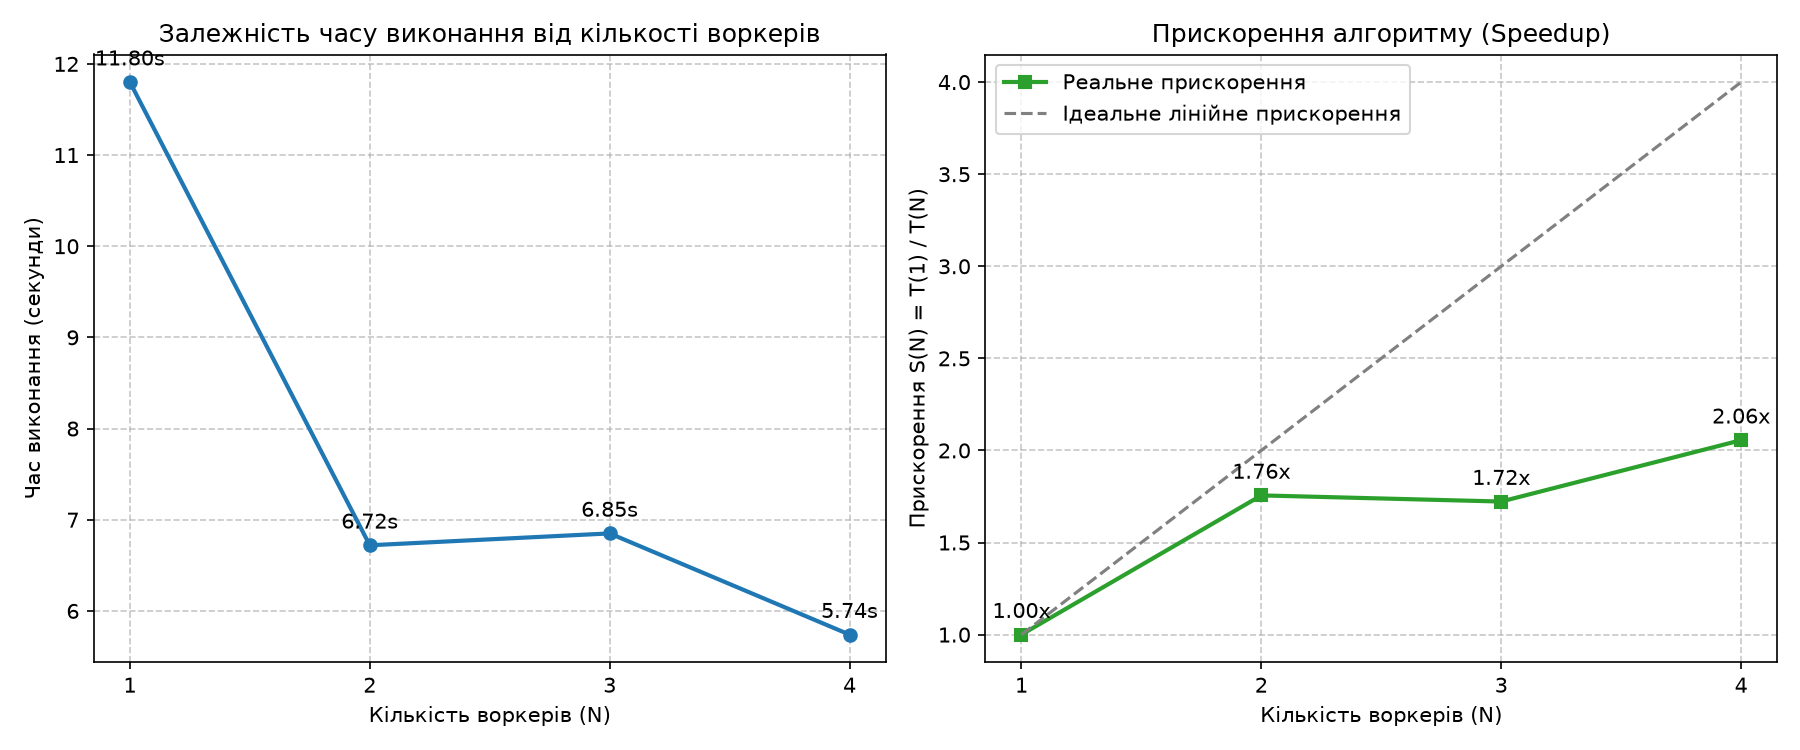 Залежність часу виконання від кількості воркерів
11.80s
6.72s
6.85s
5.74s
12
11
10
9
8
7
6
Час виконання (секунди)
1 2 3 4
Кількість воркерів (N)
Прискорення алгоритму (Speedup)
Реальне прискорення
Ідеальне лінійне прискорення
1.00x
1.76x
1.72x
2.06x
4.0
3.5
3.0
2.5
2.0
1.5
1.0
Прискорення S(N) = T(1) / T(N)
1 2 3 4
Кількість воркерів (N)